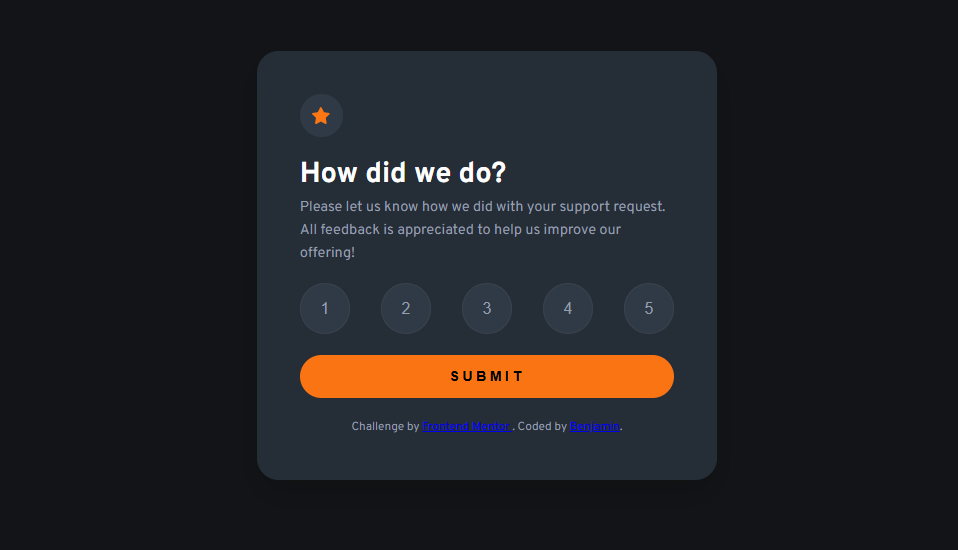 How did we do?
Please let us know how we did with your support request.
All feedback is appreciated to help us improve our
offering!
1 2 3 4 5
SUBMIT
Challenge by Frontend Mentor . Coded by Benjamin.